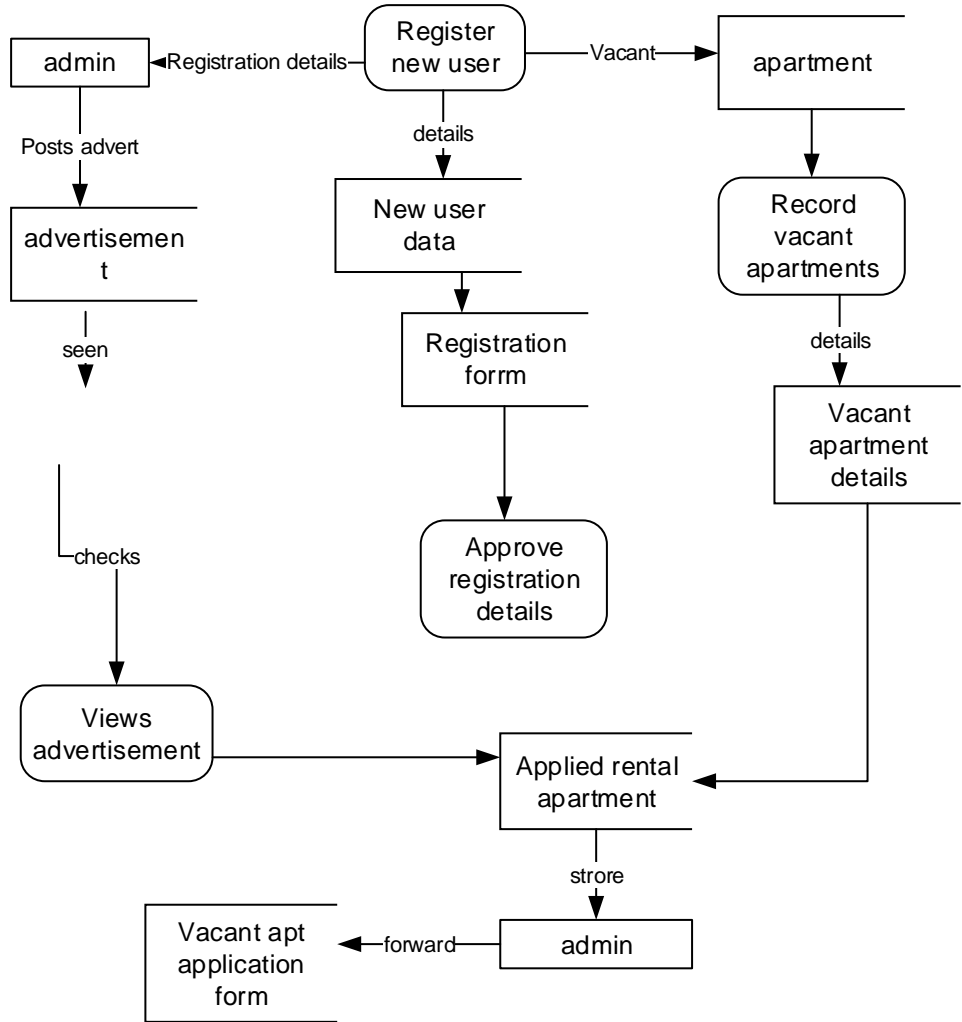 Register
new user
admin
Registration details
Vacant
apartment
details
Posts advert
New user
data
Record
vacant
apartments
advertisemen
t
Registration
forrm
seen
details
Vacant
apartment
details
checks
Approve
registration
details
Views
advertisement
Applied rental
apartment
strore
Vacant apt
application
form
forward
admin